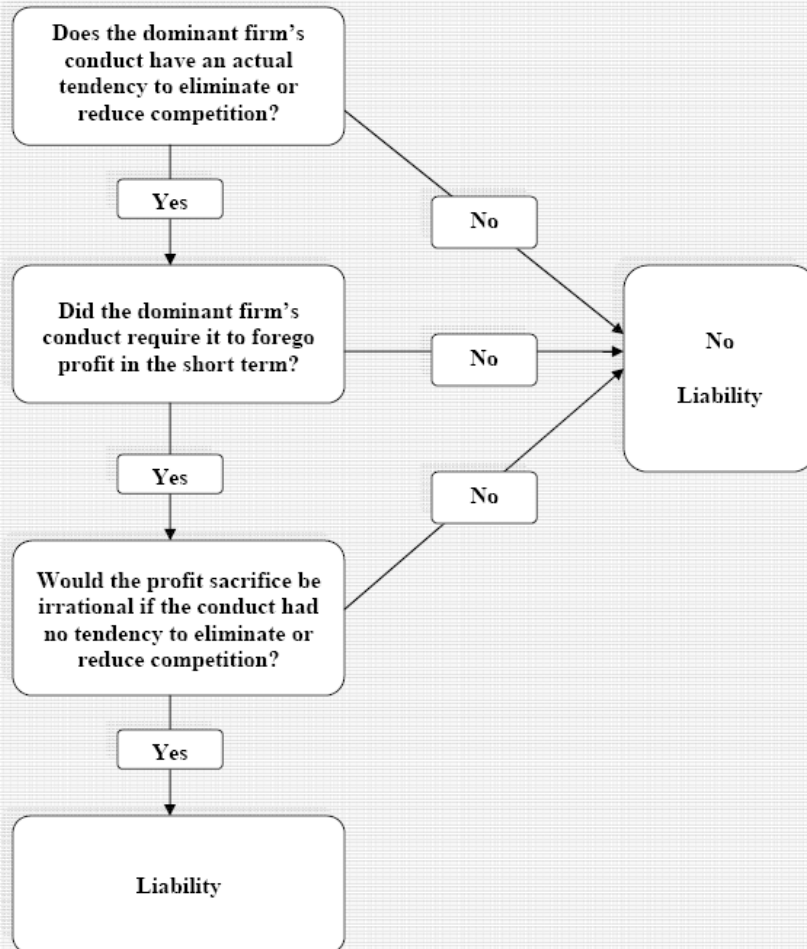 Does the dominant firm's
conduct have an actual
tendency to eliminate or
reduce competition?
Yes
No
Did the dominant firm's
conduct require it to forego
profit in the short term?
No
No
Liability
Yes
No
Would the profit sacrifice be
irrational if the conduct had
no tendency to eliminate or
reduce competition?
Yes
Liability